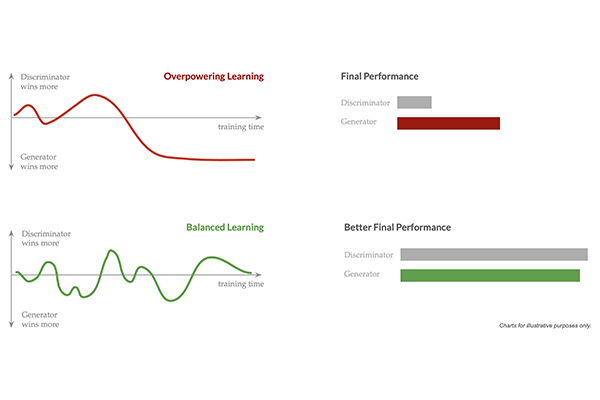 Overpowering Learning
Discriminator
wins more
training time
Generator
wins more
Final Performance
Discriminator
Generator
Balanced Learning
Discriminator
wins more
training time
Generator
wins more
Better Final Performance
Discriminator
Generator
Charts for illustrative purposes only.